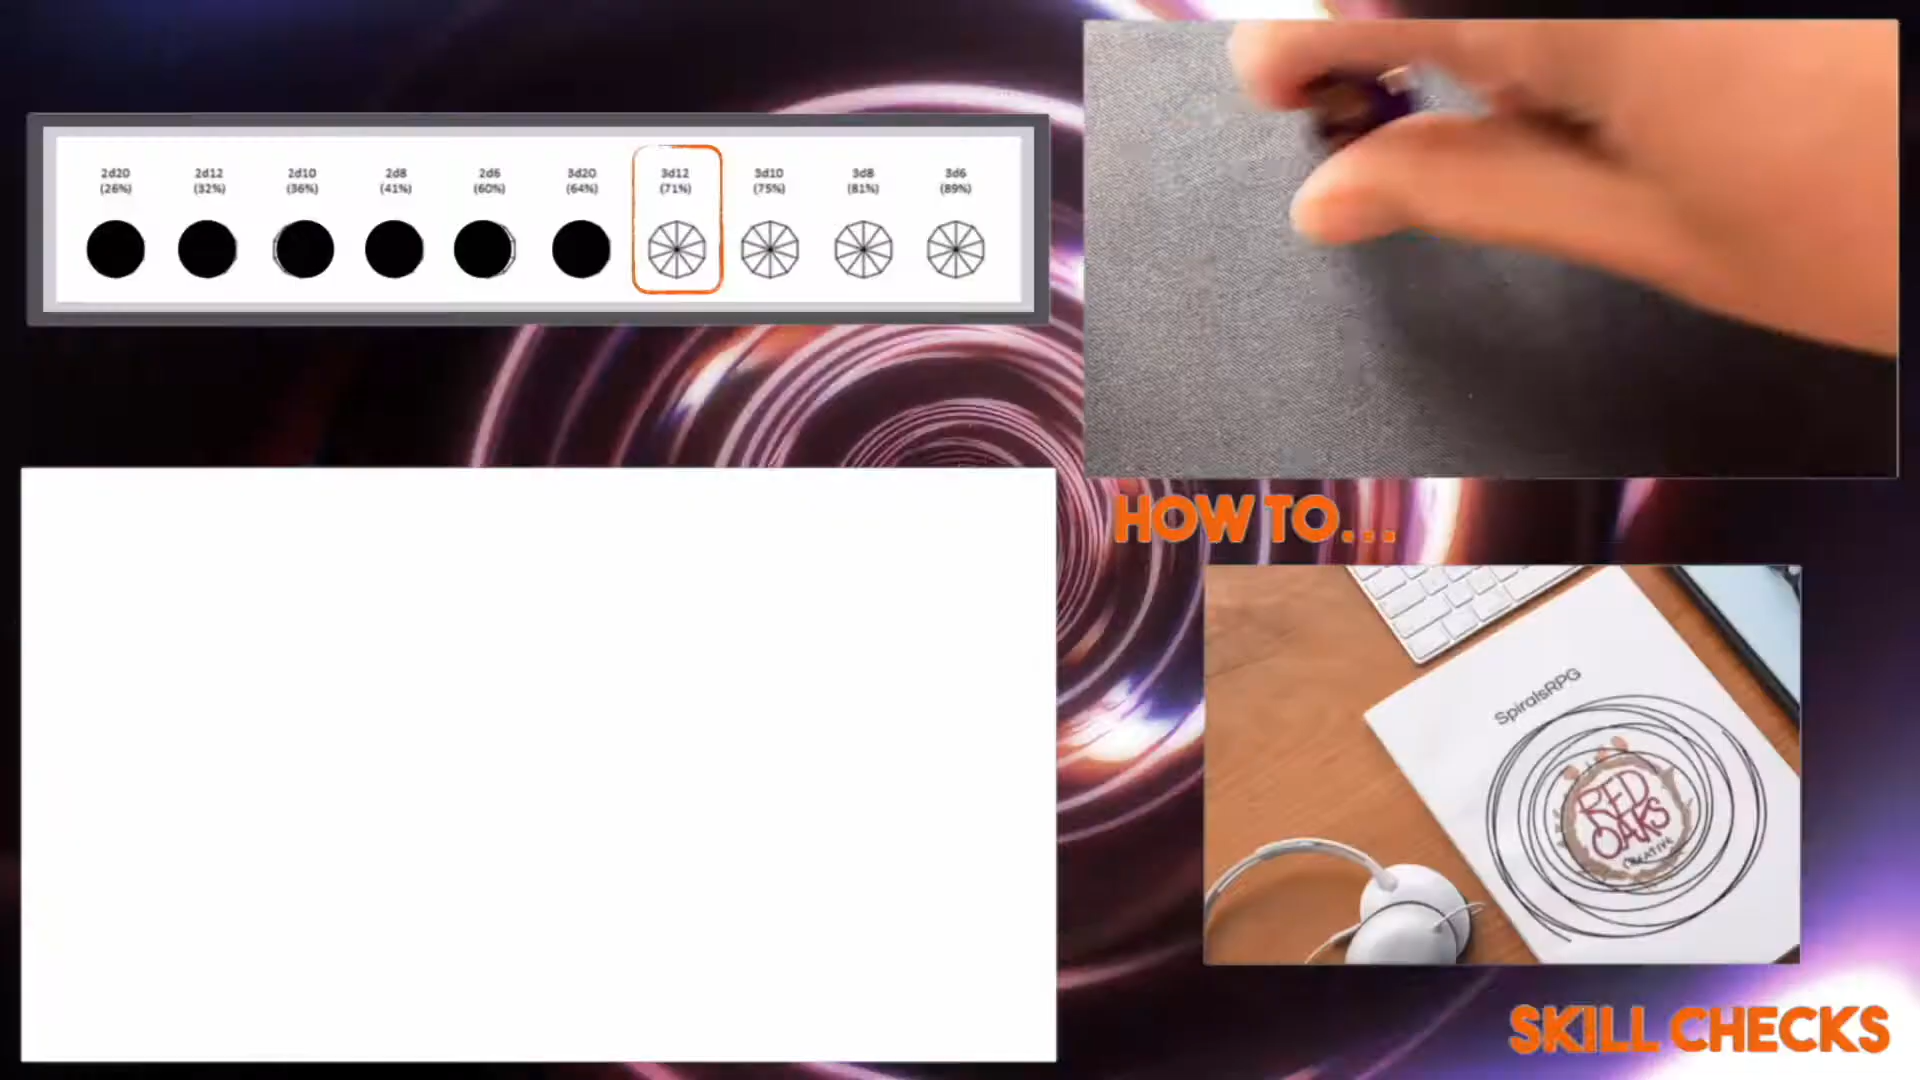 2d20 2d12 2d10 2d8 2d6 3d20 3d12 3d10 3d8 3d6
(26%) (32%) (36%) (41%) (60%) (64%) (71%) (75%) (81%) (89%)
HOW TO...
SpiralsRPG
RED
OAKS
CREATIVE
SKILL CHECKS